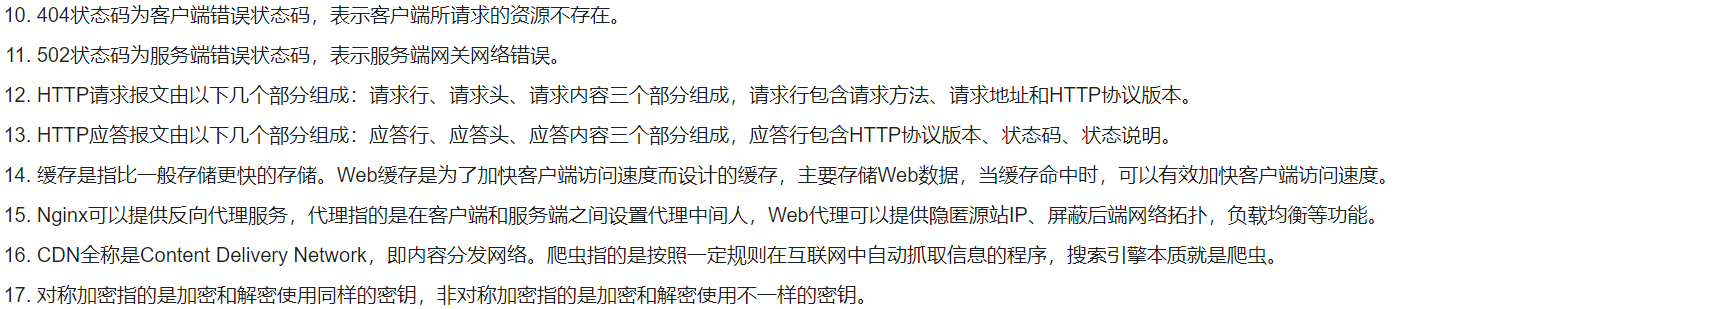 10. 404状态码为客户端错误状态码，表示客户端所请求的资源不存在。
11. 502状态码为服务端错误状态码，表示服务端网关网络错误。
12. HTTP请求报文由以下几个部分组成：请求行、请求头、请求内容三个部分组成，请求行包含请求方法、请求地址和HTTP协议版本。
13. HTTP应答报文由以下几个部分组成：应答行、应答头、应答内容三个部分组成，应答行包含HTTP协议版本、状态码、状态说明。
14. 缓存是指比一般存储更快的存储。Web缓存是为了加快客户端访问速度而设计的缓存，主要存储Web数据，当缓存命中时，可以有效加快客户端访问速度。
15. Nginx可以提供反向代理服务，代理指的是在客户端和服务端之间设置代理中间人，Web代理可以提供隐匿源站IP、屏蔽后端网络拓扑，负载均衡等功能。
16. CDN全称是Content Delivery Network，即内容分发网络。爬虫指的是按照一定规则在互联网中自动抓取信息的程序，搜索引擎本质就是爬虫。
17. 对称加密指的是加密和解密使用同样的密钥，非对称加密指的是加密和解密使用不一样的密钥。